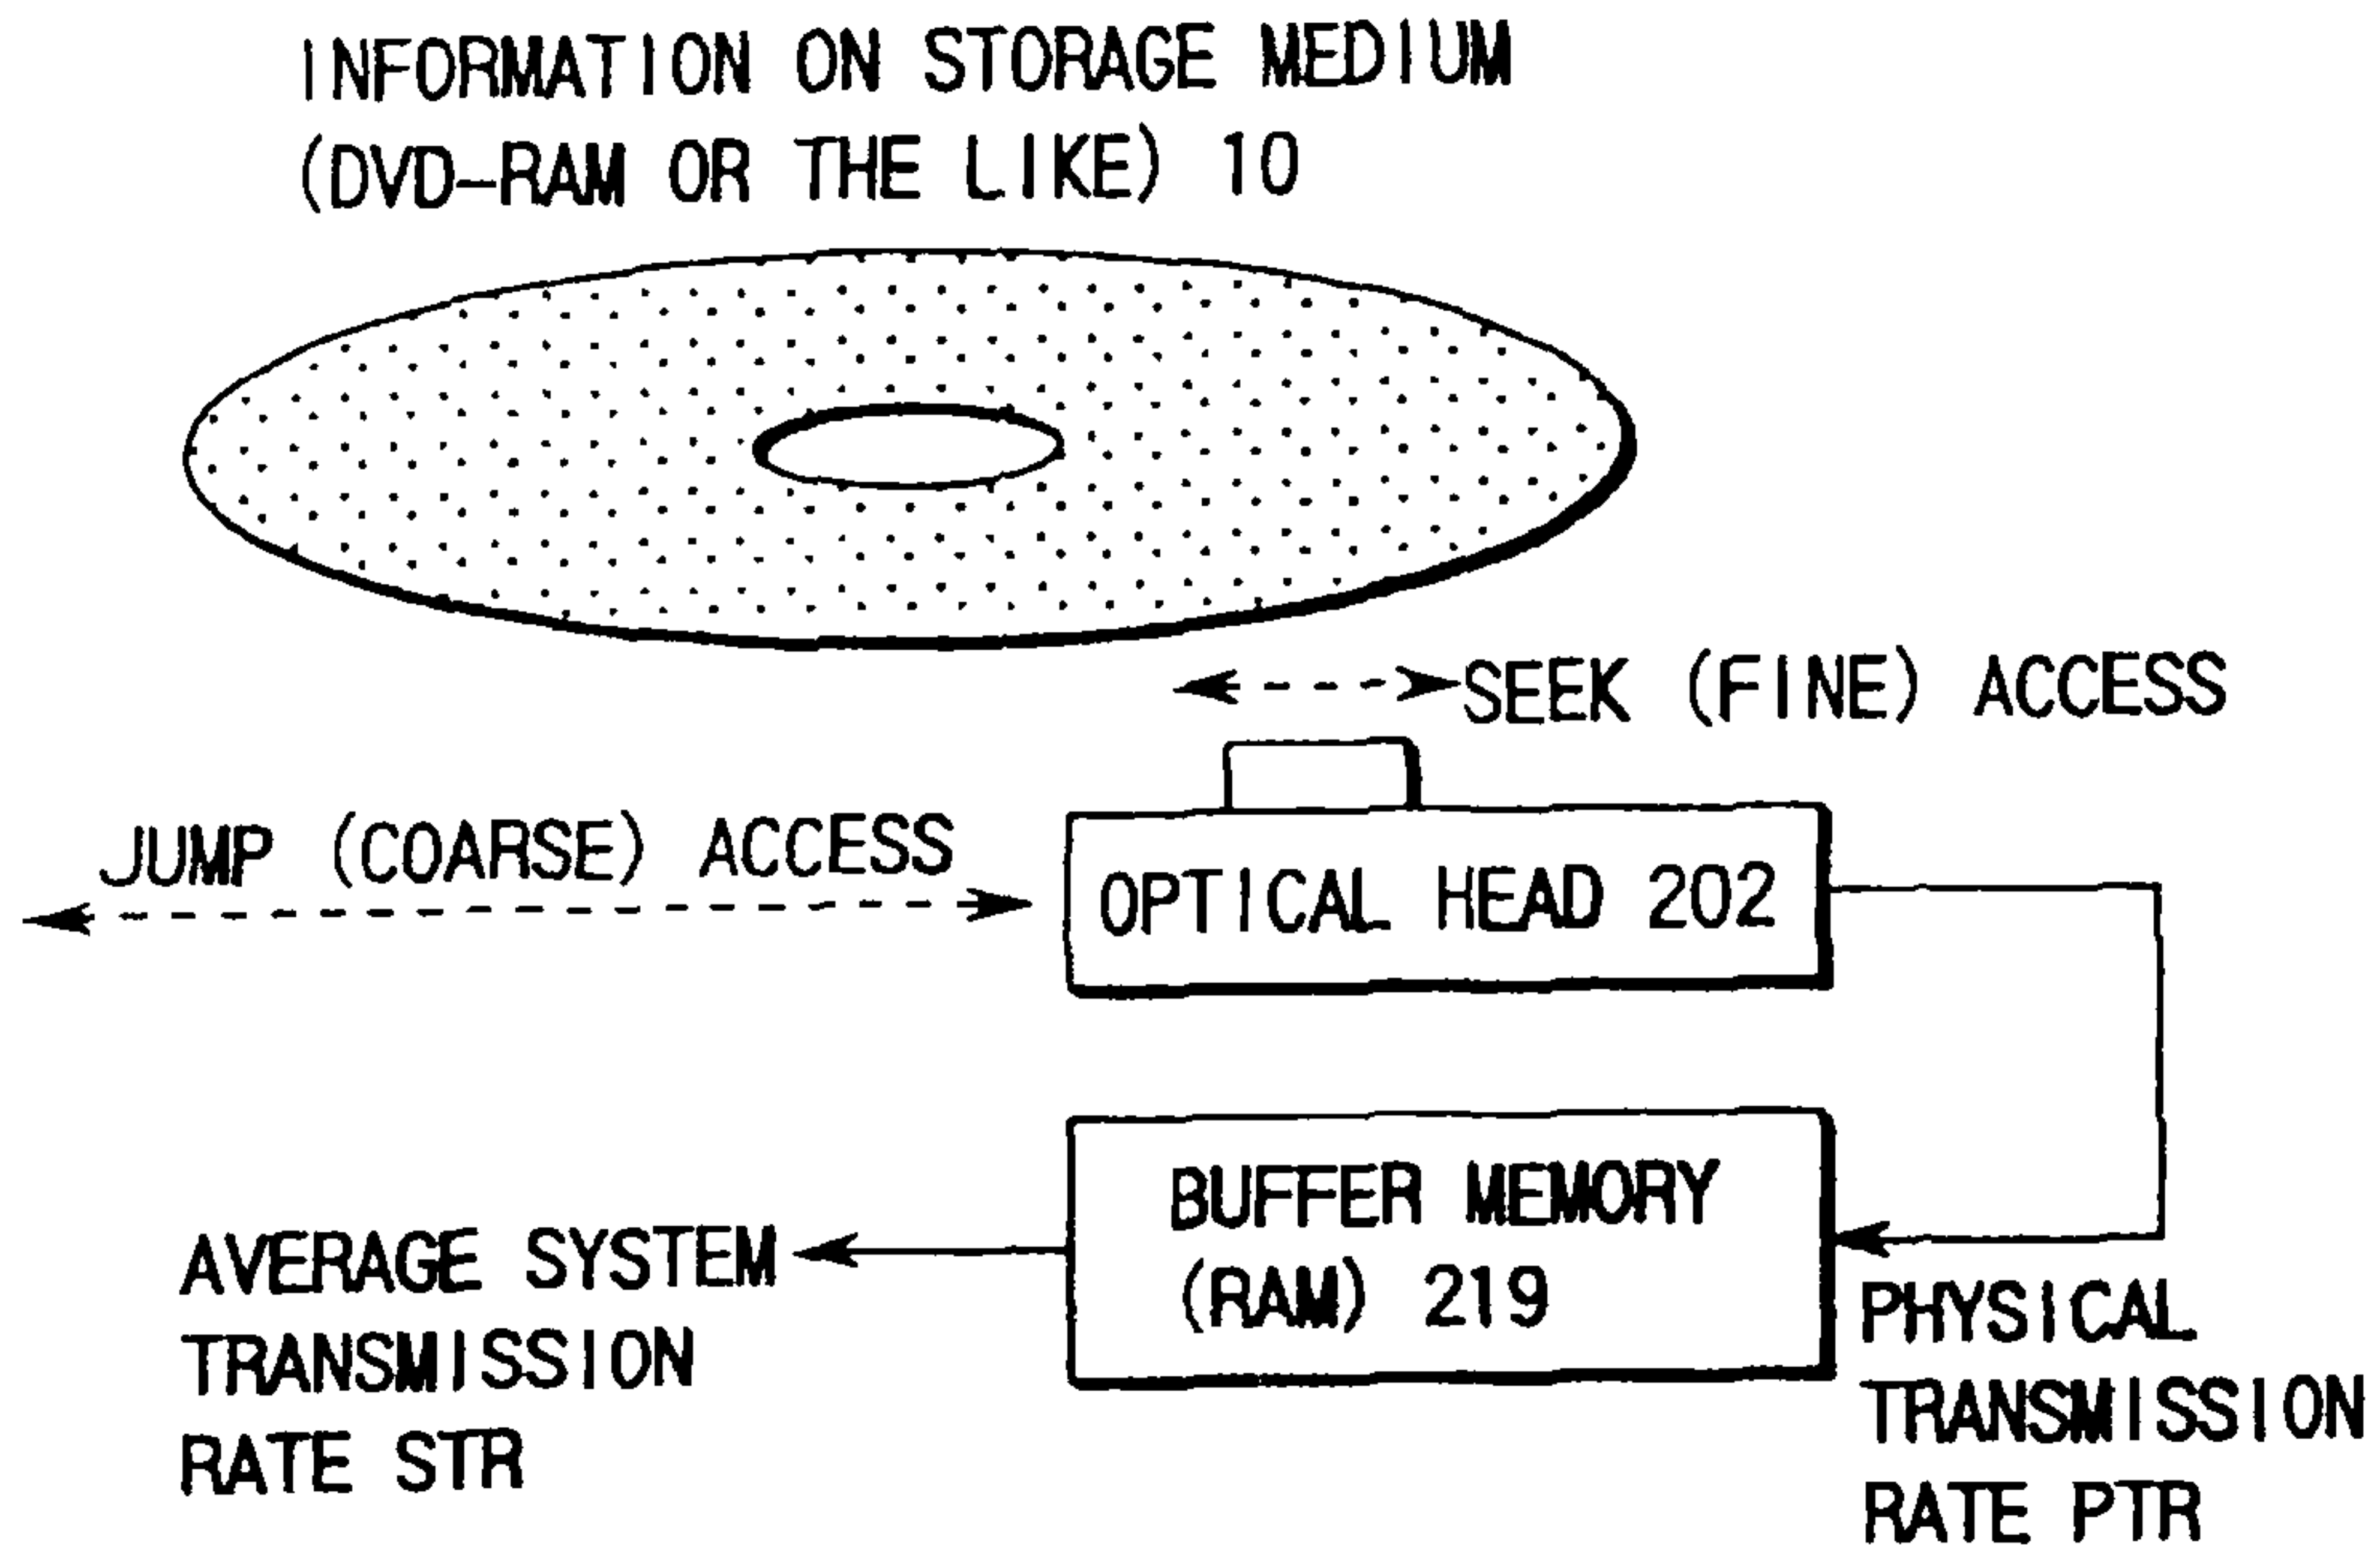 INFORMATION ON STORAGE MEDIUM
(DVD-RAM OR THE LIKE) 10
SEEK (FINE) ACCESS
JUMP (COARSE) ACCESS
OPTICAL HEAD 202
BUFFER MEMORY
(RAM) 219
AVERAGE SYSTEM
TRANSMISSION
RATE STR
PHYSICAL
TRANSMISSION
RATE PTR